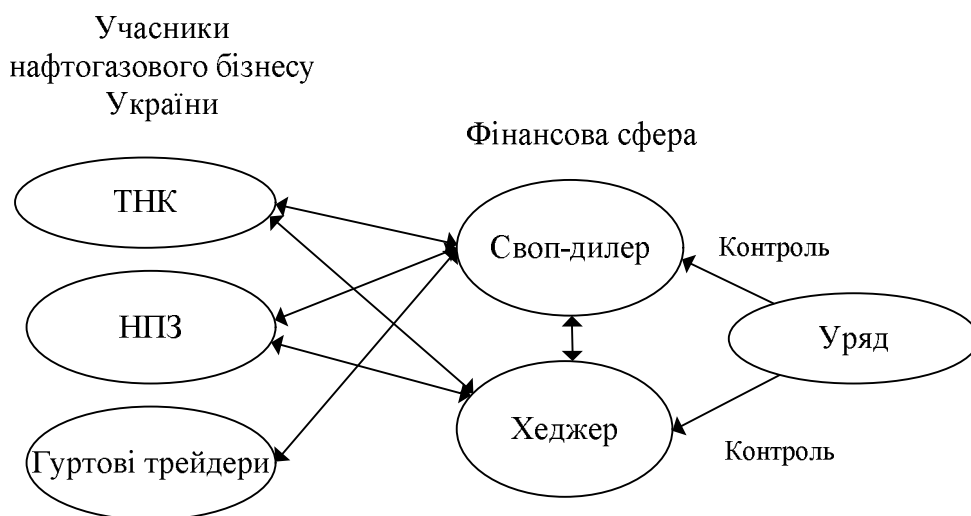 Учасники
нафтогазового бізнесу
України
Фінансова сфера
ТНК
Своп-дилер
Контроль
НПЗ
Уряд
Хеджер
Гуртові трейдери
Контроль